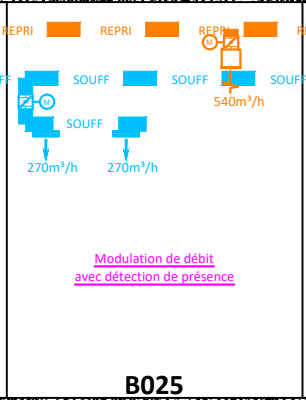 REPRI REPRI REPRI R
M
FF SOUFF SOUFF SOUFF
540m³/h
M
SOUFF
270m³/h 270m³/h
Modulation de débit
avec détection de présence
B025